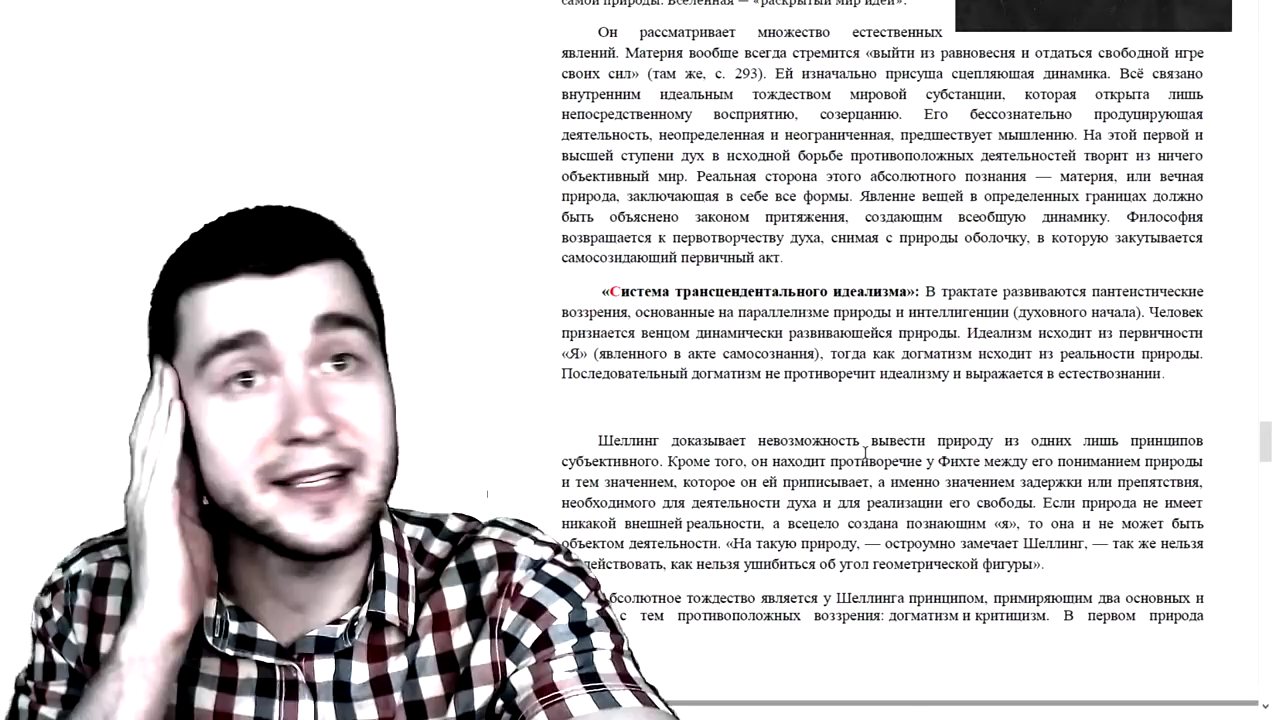 самой природы. Вселенная — «раскрытый мир идей».
Он рассматривает множество естественных
явлений. Материя вообще всегда стремится «выйти из равновесия и отдаться свободной игре
своих сил» (там же, с. 293). Ей изначально присуща сцепляющая динамика. Всё связано
внутренним идеальным тождеством мировой субстанции, которая открыта лишь
непосредственному восприятию, созерцанию. Его бессознательно продуцирующая
деятельность, неопределенная и неограниченная, предшествует мышлению. На этой первой и
высшей ступени дух в исходной борьбе противоположных деятельностей творит из ничего
объективный мир. Реальная сторона этого абсолютного познания — материя, или вечная
природа, заключающая в себе все формы. Явление вещей в определенных границах должно
быть объяснено законом притяжения, создающим всеобщую динамику. Философия
возвращается к первотворчеству духа, снимая с природы оболочку, в которую закутывается
самосозидающий первичный акт.
«Система трансцендентального идеализма»: В трактате развиваются пантеистические
воззрения, основанные на параллелизме природы и интеллигенции (духовного начала). Человек
признается венцом динамически развивающейся природы. Идеализм исходит из первичности
«Я» (явленного в акте самосознания), тогда как догматизм исходит из реальности природы.
Последовательный догматизм не противоречит идеализму и выражается в естествознании.
Шеллинг доказывает невозможность вывести природу из одних лишь принципов
субъективного. Кроме того, он находит противоречие у Фихте между его пониманием природы
и тем значением, которое он ей приписывает, а именно значением задержки или препятствия,
необходимого для деятельности духа и для реализации его свободы. Если природа не имеет
никакой внешней реальности, а всецело создана познающим «я», то она и не может быть
объектом деятельности. «На такую природу, — остроумно замечает Шеллинг, — так же нельзя
действовать, как нельзя ушибиться об угол геометрической фигуры».
бсолютное тождество является у Шеллинга принципом, примиряющим два основных и
с тем противоположных воззрения: догматизм и критицизм. В первом природа